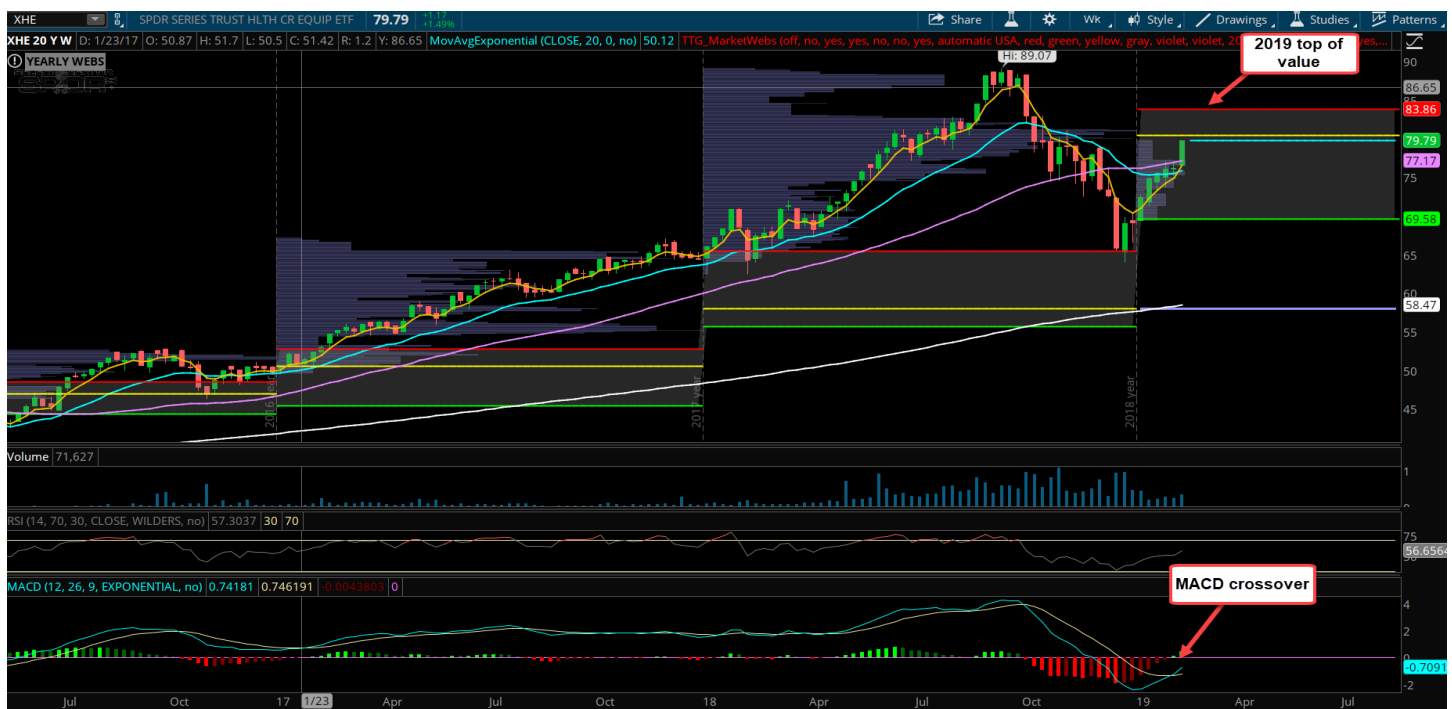 XHE
SPDR SERIES TRUST HLTH CR EQUIP ETF
79.79
+1.17
+1.49%
Share
Wk
Style
Drawings
Studies
Patterns
XHE 20 Y W D: 1/23/17 O: 50.87 H: 51.7 L: 50.5 C: 51.42 R: 1.2 Y: 86.65 MovAvgExponential (CLOSE, 20, 0, no) 50.12 TTG_MarketWebs (off, no, yes, yes, no, no, yes, automatic USA, red, green, yellow, gray, violet, violet, 20
yes,...
YEARLY WEBS
Hi: 89.07
2019 top of
value
90
86.65
85
83.86
79.79
77.17
75
69.58
65
60
58.47
55
50
45
2016 year
2017 year
2018 year
Volume 71,627
1
RSI (14, 70, 30, CLOSE, WILDERS, no) 57.3037 30 70
75
56.6564
MACD (12, 26, 9, EXPONENTIAL, no) 0.74181 0.746191 -0.0043803 0
MACD crossover
4
2
0
-0.7091
-2
Jul Oct 17 1/23 Apr Jul Oct 18 Apr Jul Oct 19 Apr Jul